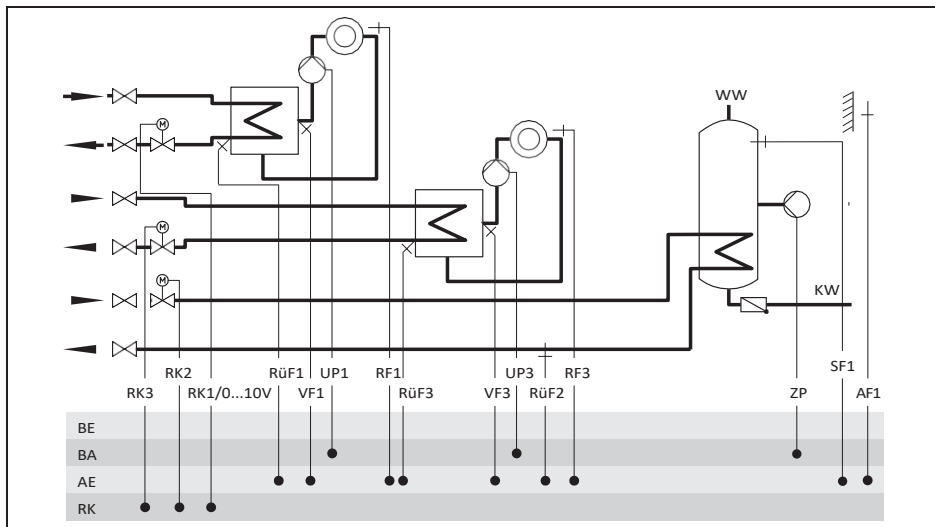 WW
M
M
M
KW
RK3
RK2
RK1/0...10V
RüF1
VF1
UP1
RF1
RüF3
VF3
UP3
RüF2
RF3
ZP
SF1
AF1
BE
BA
AE
RK